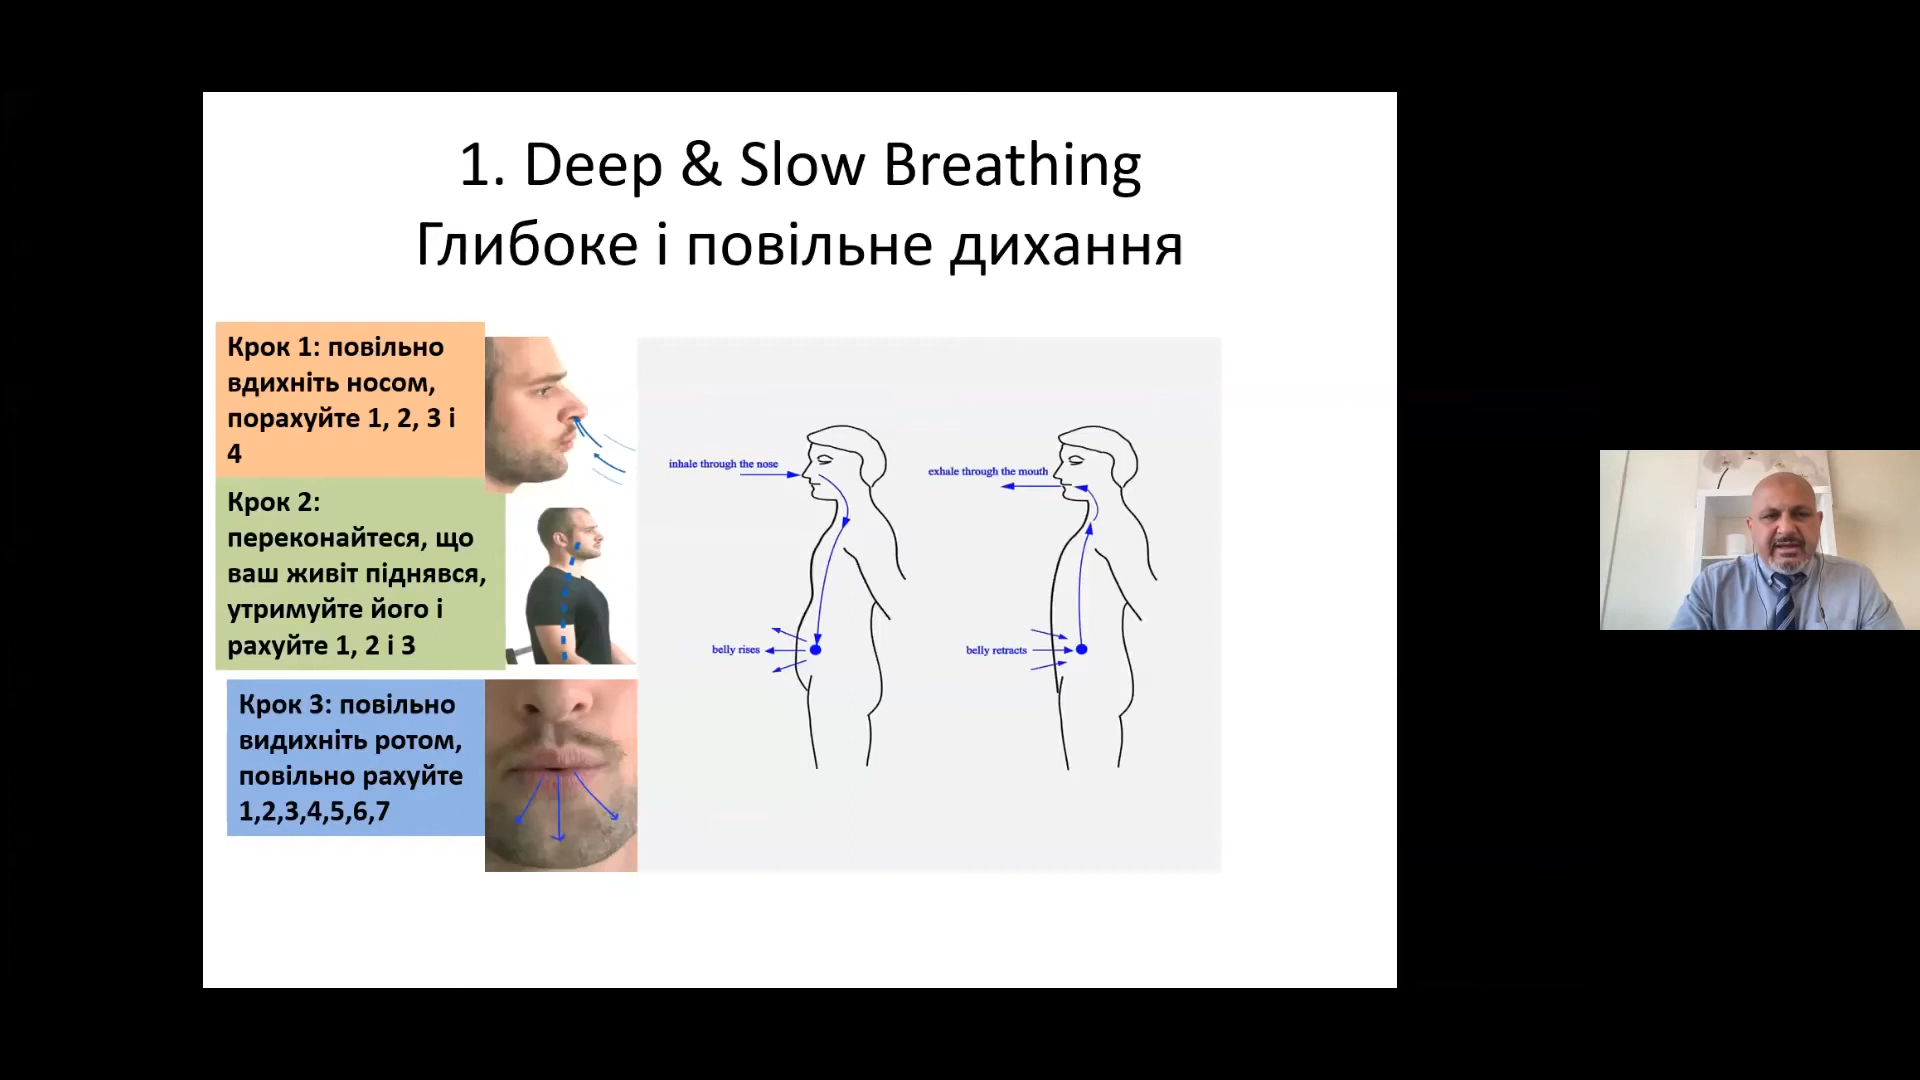 1. Deep & Slow Breathing
Глибоке і повільне дихання
Крок 1: повільно
вдихніть носом,
порахуйте 1, 2, 3 і
4
Крок 2:
переконайтеся, що
ваш живіт піднявся,
утримуйте його і
рахуйте 1, 2 і 3
Крок 3: повільно
видихніть ротом,
повільно рахуйте
1,2,3,4,5,6,7
inhale through the nose
belly rises
exhale through the mouth
belly retracts